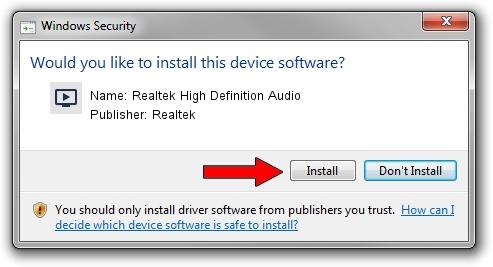 Windows Security
Would you like to install this device software?
Name: Realtek High Definition Audio
Publisher: Realtek
Install
Don't Install
You should only install driver software from publishers you trust. How can I
decide which device software is safe to install?